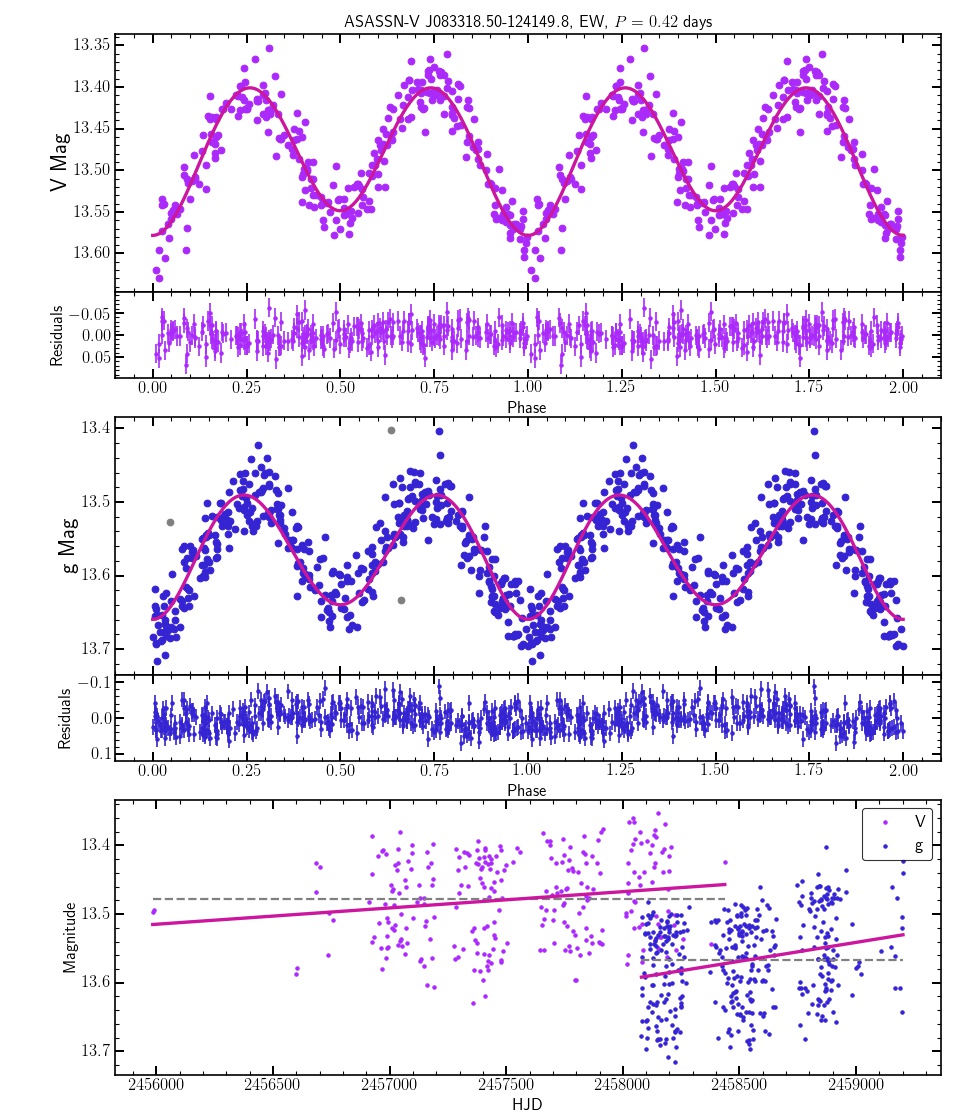 ASASSN-V J083318.50-124149.8, EW, P = 0.42 days
13.35
13.40
13.45
13.50
13.55
13.60
V Mag
−0.05
0.00
0.05
Residuals
0.00 0.25 0.50 0.75 1.00 1.25 1.50 1.75 2.00
Phase
13.4
13.5
13.6
13.7
g Mag
−0.1
0.0
0.1
Residuals
0.00 0.25 0.50 0.75 1.00 1.25 1.50 1.75 2.00
Phase
V
g
13.4
13.5
13.6
13.7
Magnitude
2456000 2456500 2457000 2457500 2458000 2458500 2459000
HJD